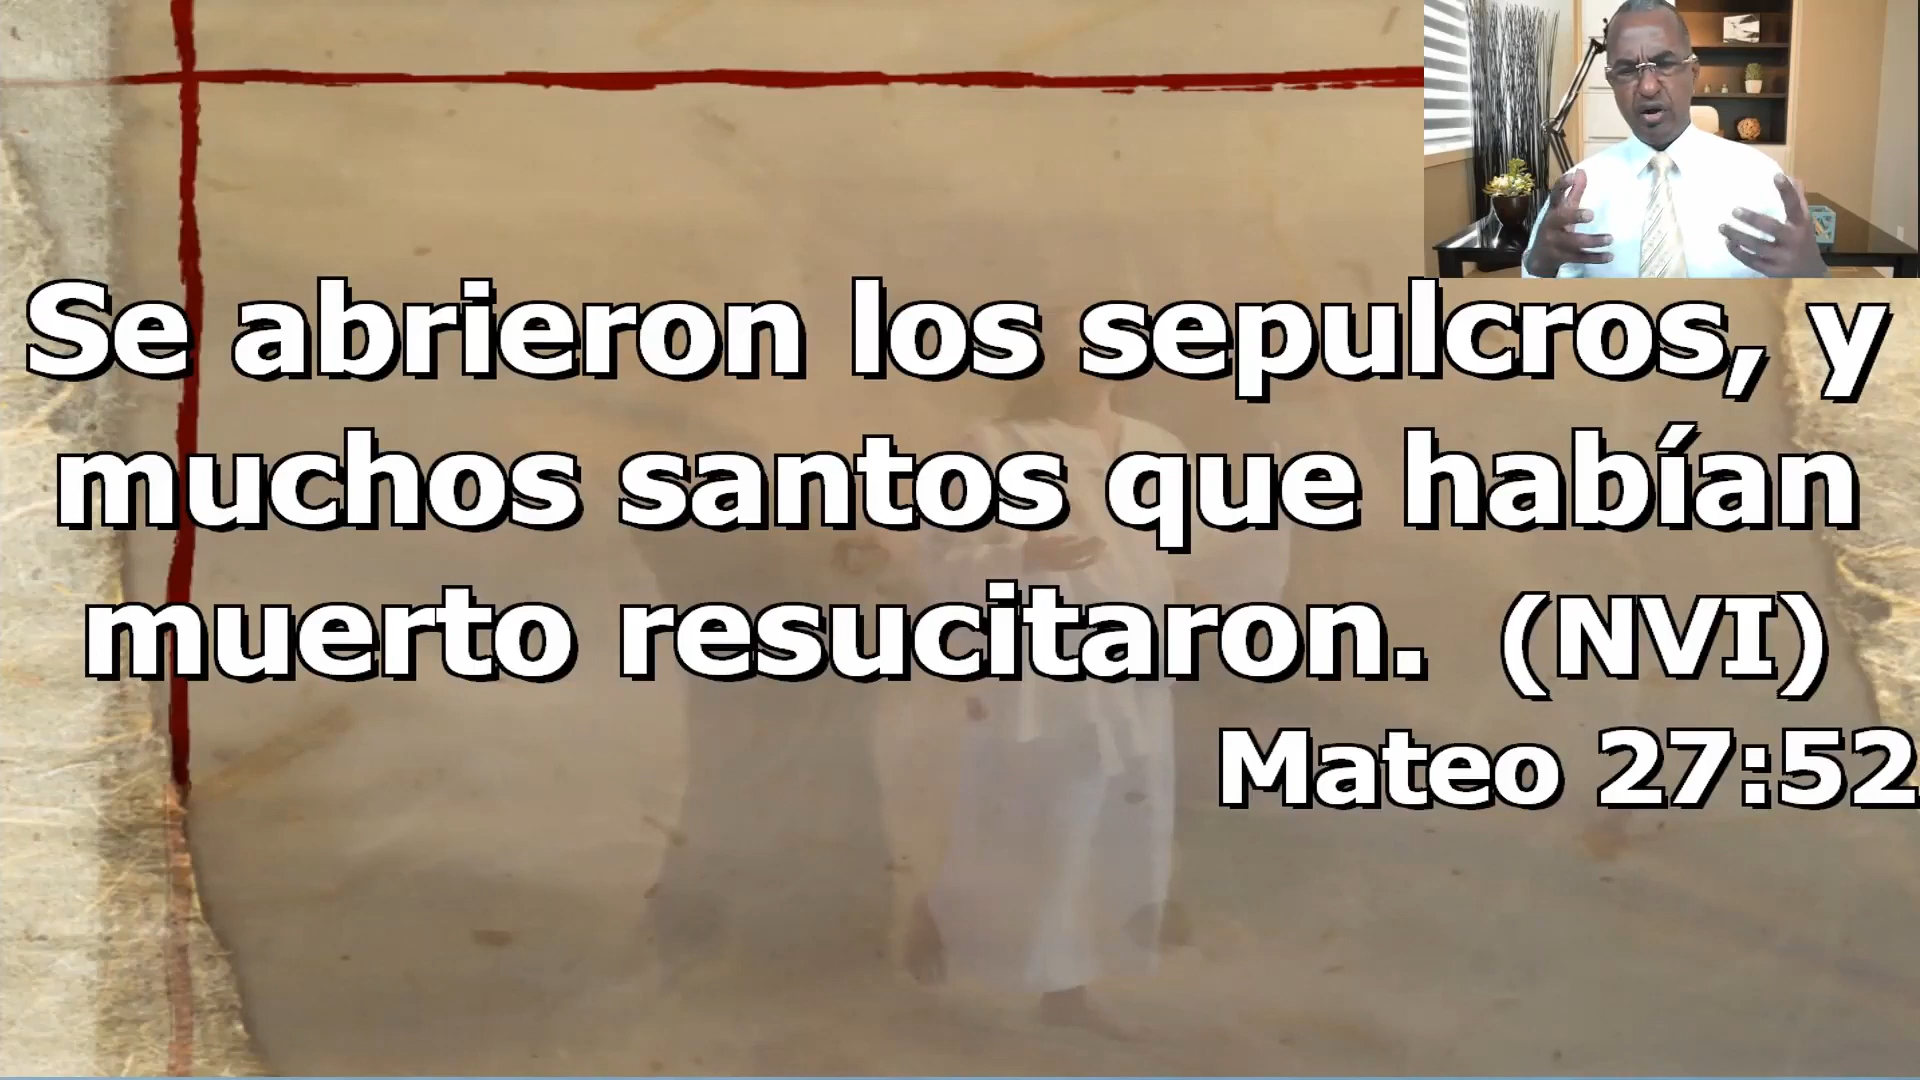 Se abrieron los sepulcros, y
muchos santos que habían
muerto resucitaron. (NVI)
Mateo 27:52